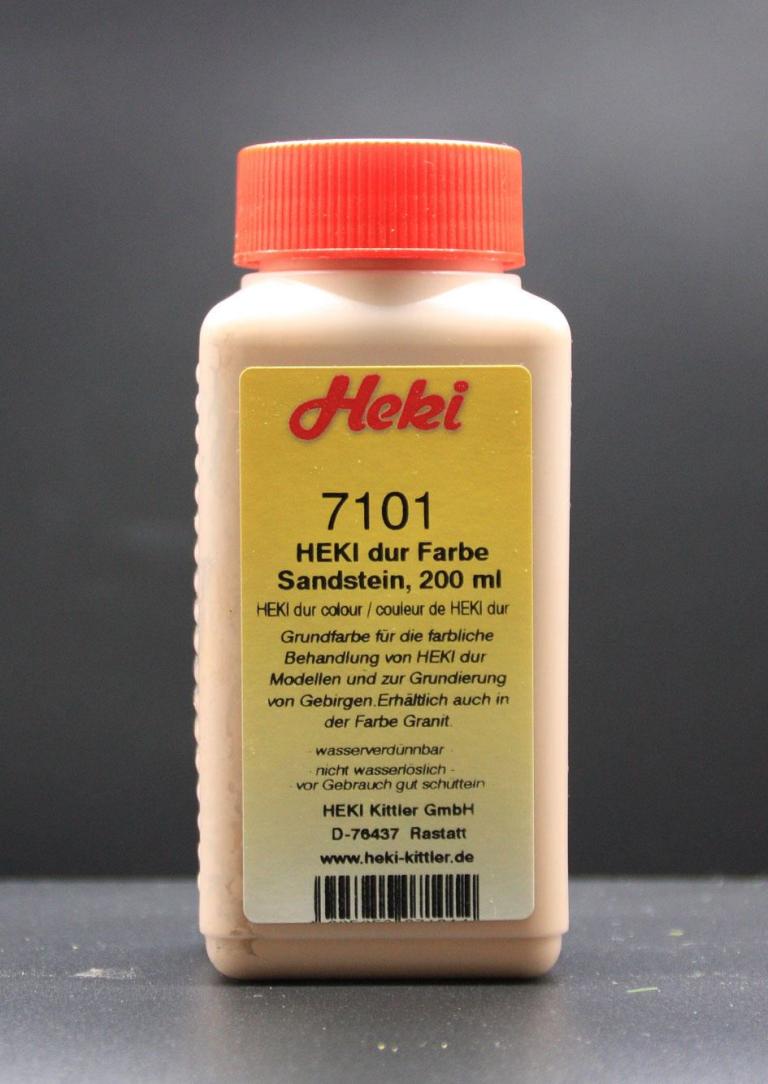 Heki
7101
HEKI dur Farbe
Sandstein, 200 ml
HEKI dur colour / couleur de HEKI dur
Grundfarbe für die farbliche
Behandlung von HEKI dur
Modellen und zur Grundierung
von Gebirgen.Erhältlich auch in
der Farbe Granit.
- wasserverdünnbar -
- nicht wasserlöslich -
- vor Gebrauch gut schütteln
HEKI Kittler GmbH
D-76437 Rastatt
www.heki-kittler.de